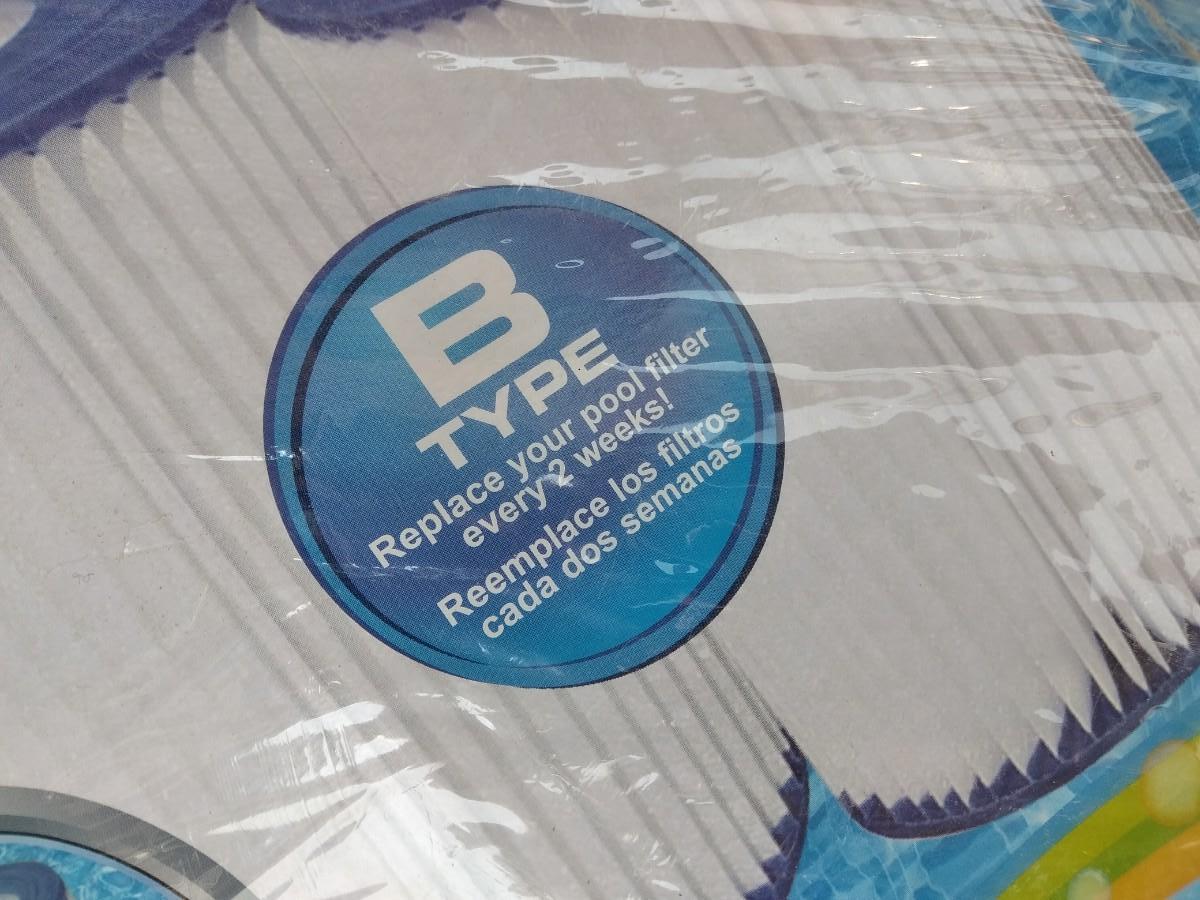 B
TYPE
Replace your pool filter
every 2 weeks!
Reemplace los filtros
cada dos semanas